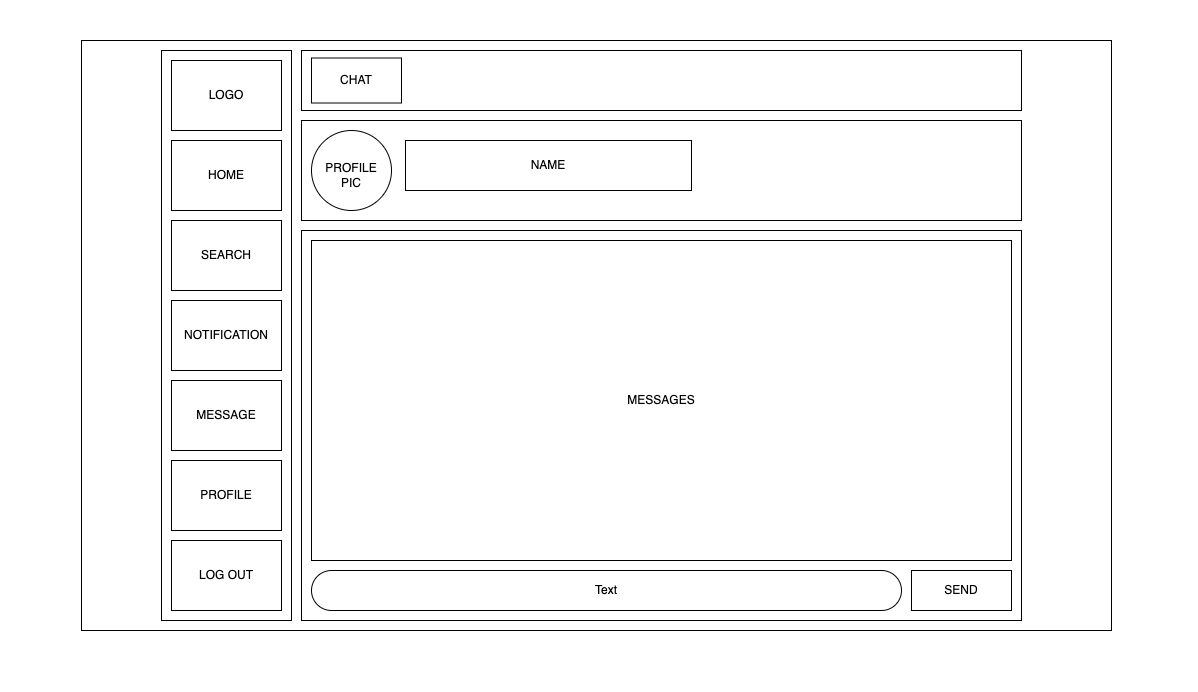 LOGO
HOME
SEARCH
NOTIFICATION
MESSAGE
PROFILE
LOG OUT
CHAT
PROFILE
PIC
NAME
MESSAGES
Text
SEND